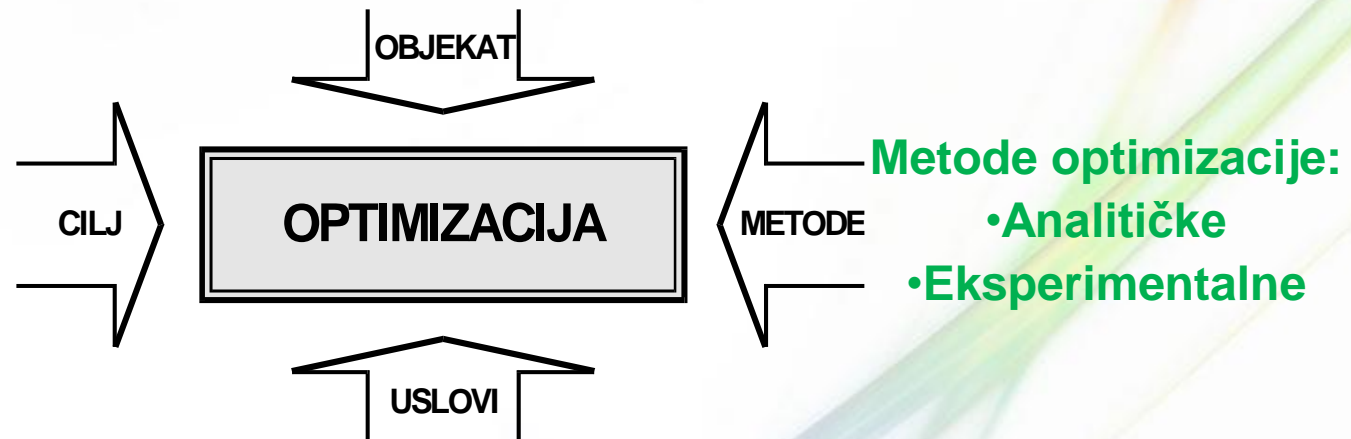 OBJEKAT
CILJ
OPTIMIZACIJA
METODE
USLOVI
Metode optimizacije:
•Analitičke
•Eksperimentalne